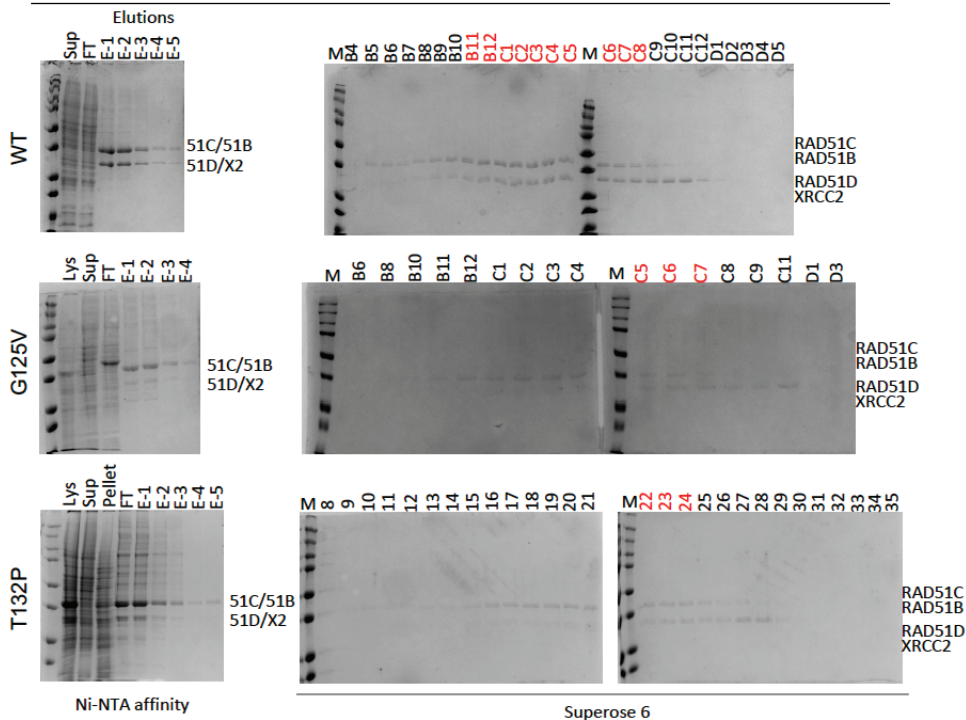 Elutions
Sup FT E-1 E-2 E-3 E-4 E-5
M B4 B5 B6 B7 B8 B9 B10 B11 B12 C1 C2 C3 C4 C5 M C6 C7 C8 C9 C10 C11 C12 D1 D2 D3 D4 D5
WT
51C/51B
51D/X2
RAD51C
RAD51B
RAD51D
XRCC2
Lys Sup FT E-1 E-2 E-3 E-4
M B6 B8 B10 B11 B12 C1 C2 C3 C4 M C5 C6 C7 C8 C9 C11 D1 D3
G125V
51C/51B
51D/X2
RAD51C
RAD51B
RAD51D
XRCC2
Lys Sup Pellet FT E-1 E-2 E-3 E-4 E-5
M 8 9 10 11 12 13 14 15 16 17 18 19 20 21 M 22 23 24 25 26 27 28 29 30 31 32 33 34 35
T132P
51C/51B
51D/X2
RAD51C
RAD51B
RAD51D
XRCC2
Ni-NTA affinity
Superose 6